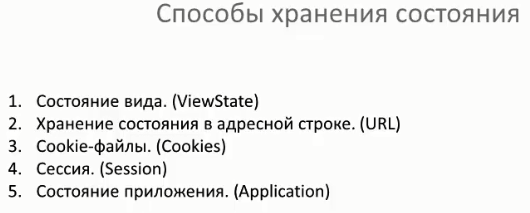 Способы хранения состояния
1. Состояние вида. (ViewState)
2. Хранение состояния в адресной строке. (URL)
3. Cookie-файлы. (Cookies)
4. Сессия. (Session)
5. Состояние приложения. (Application)